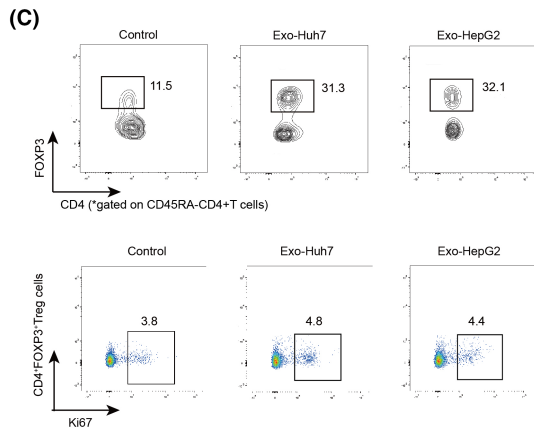 (C)
Control Exo-Huh7 Exo-HepG2
11.5 31.3 32.1
FOXP3
CD4 (*gated on CD45RA-CD4+T cells)
Control Exo-Huh7 Exo-HepG2
3.8 4.8 4.4
CD4⁺FOXP3⁺Treg cells
Ki67